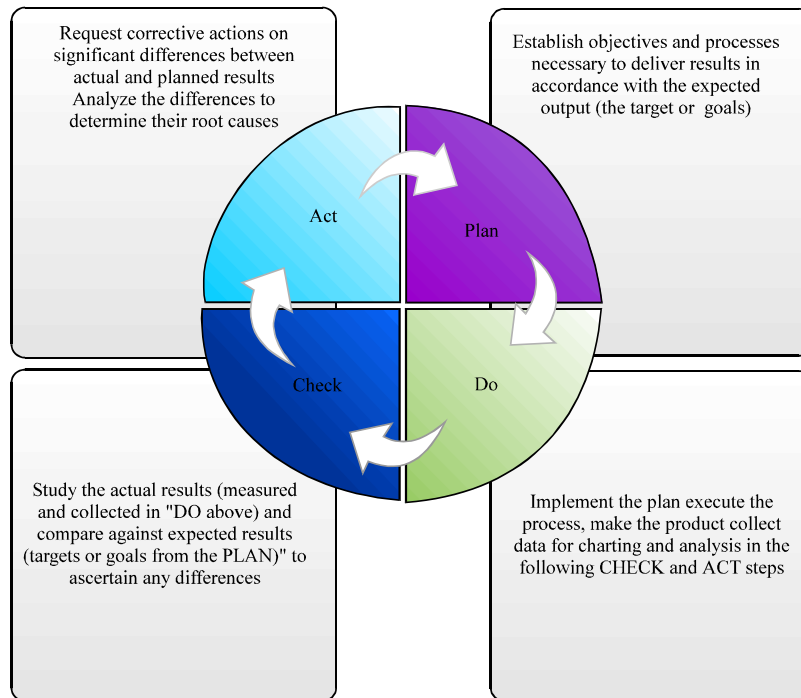 Request corrective actions on
significant differences between
actual and planned results
Analyze the differences to
determine their root causes
Establish objectives and processes
necessary to deliver results in
accordance with the expected
output (the target or  goals)
Act
Plan
Check
Do
Study the actual results (measured
and collected in "DO above) and
compare against expected results
(targets or goals from the PLAN)" to
ascertain any differences
Implement the plan execute the
process, make the product collect
data for charting and analysis in the
following CHECK and ACT steps